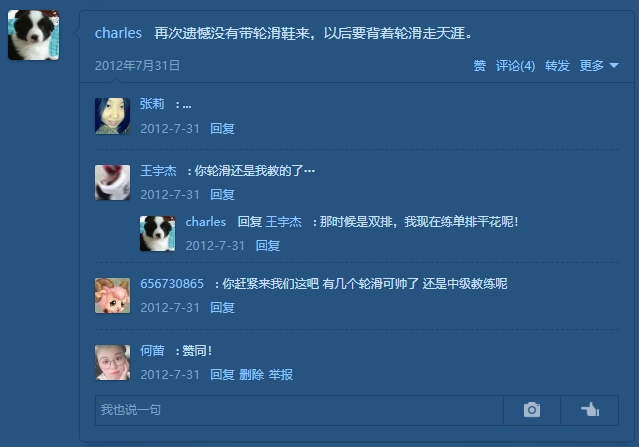 charles 再次遗憾没有带轮滑鞋来，以后要背着轮滑走天涯。
2012年7月31日 赞 评论(4) 转发 更多
张莉 : ...
2012-7-31 回复
王宇杰 : 你轮滑还是我教的了…
2012-7-31 回复
charles 回复 王宇杰 : 那时候是双排，我现在练单排平花呢！
2012-7-31 回复
656730865 : 你赶紧来我们这吧 有几个轮滑可帅了 还是中级教练呢
2012-7-31 回复
何苗 : 赞同！
2012-7-31 回复 删除 举报
我也说一句